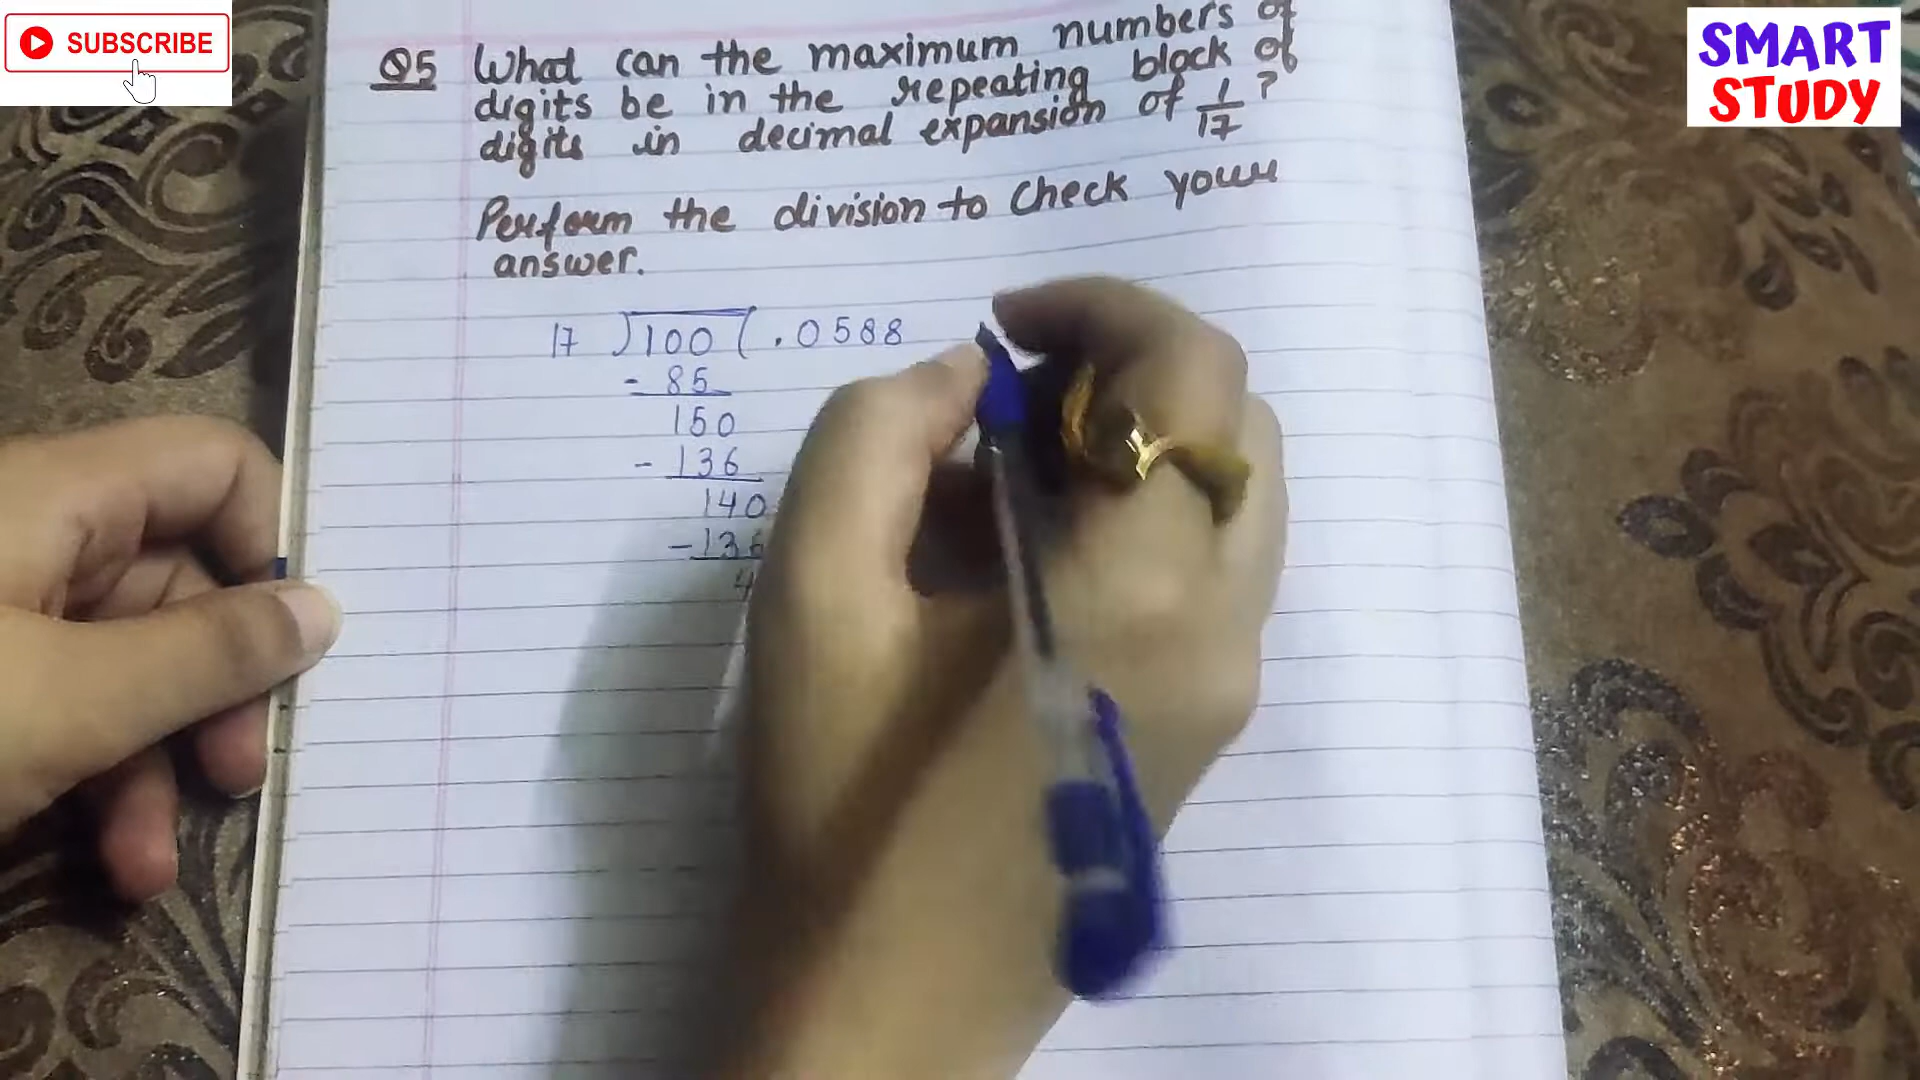 SUBSCRIBE
SMART
STUDY
Q5 What can the maximum numbers of
digits be in the repeating block of
digits in decimal expansion of 1/17 ?
Perform the division to check your
answer.
17 ) 100 ( .0588
- 85
150
- 136
140
- 136
4